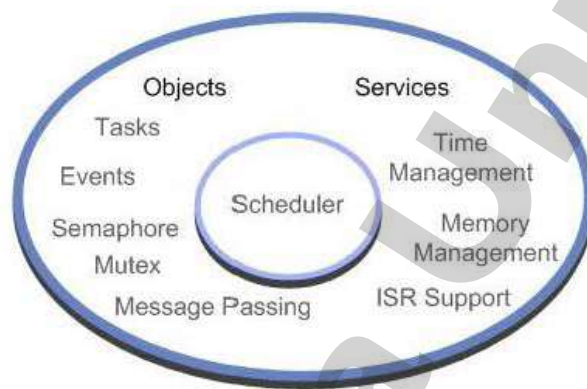 Objects
Services
Tasks
Events
Semaphore
Mutex
Message Passing
Scheduler
Time
Management
Memory
Management
ISR Support